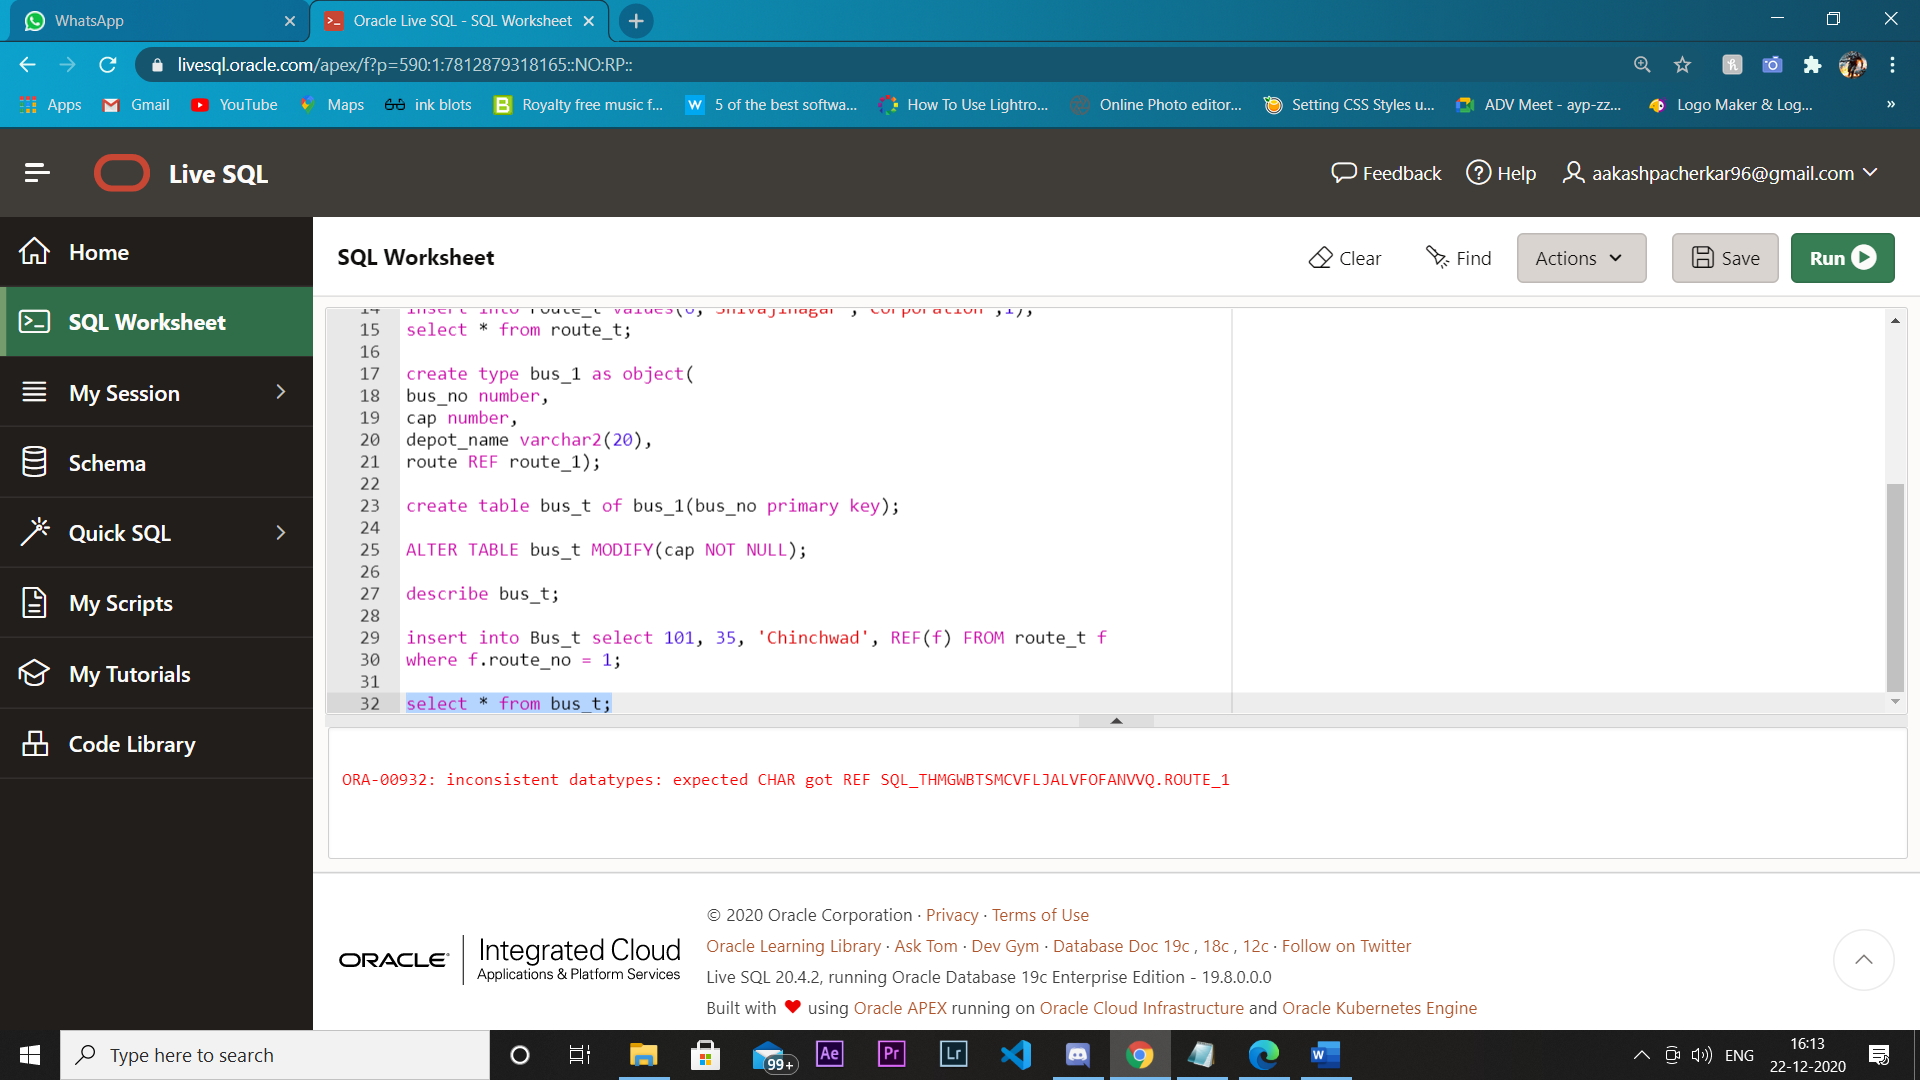 WhatsApp
Oracle Live SQL - SQL Worksheet
livesql.oracle.com/apex/f?p=590:1:7812879318165::NO:RP::
Apps Gmail YouTube Maps ink blots Royalty free music f... 5 of the best softwa... How To Use Lightro... Online Photo editor... Setting CSS Styles u... ADV Meet - ayp-zz... Logo Maker & Log... »
Live SQL
Feedback Help aakashpacherkar96@gmail.com
Home
SQL Worksheet
My Session
Schema
Quick SQL
My Scripts
My Tutorials
Code Library
SQL Worksheet
Clear Find Actions Save Run
14 insert into route_t values(6,'Shivajinagar','Corporation',1);
15 select * from route_t;
16
17 create type bus_1 as object(
18 bus_no number,
19 cap number,
20 depot_name varchar2(20),
21 route REF route_1);
22
23 create table bus_t of bus_1(bus_no primary key);
24
25 ALTER TABLE bus_t MODIFY(cap NOT NULL);
26
27 describe bus_t;
28
29 insert into Bus_t select 101, 35, 'Chinchwad', REF(f) FROM route_t f
30 where f.route_no = 1;
31
32 select * from bus_t;
ORA-00932: inconsistent datatypes: expected CHAR got REF SQL_THMGWBTSMCVFLJALVFOFANVVQ.ROUTE_1
ORACLE Integrated Cloud
Applications & Platform Services
© 2020 Oracle Corporation · Privacy · Terms of Use
Oracle Learning Library · Ask Tom · Dev Gym · Database Doc 19c , 18c , 12c · Follow on Twitter
Live SQL 20.4.2, running Oracle Database 19c Enterprise Edition - 19.8.0.0.0
Built with ♥ using Oracle APEX running on Oracle Cloud Infrastructure and Oracle Kubernetes Engine
Type here to search
99+
Ae
Pr
Lr
ENG
16:13
22-12-2020